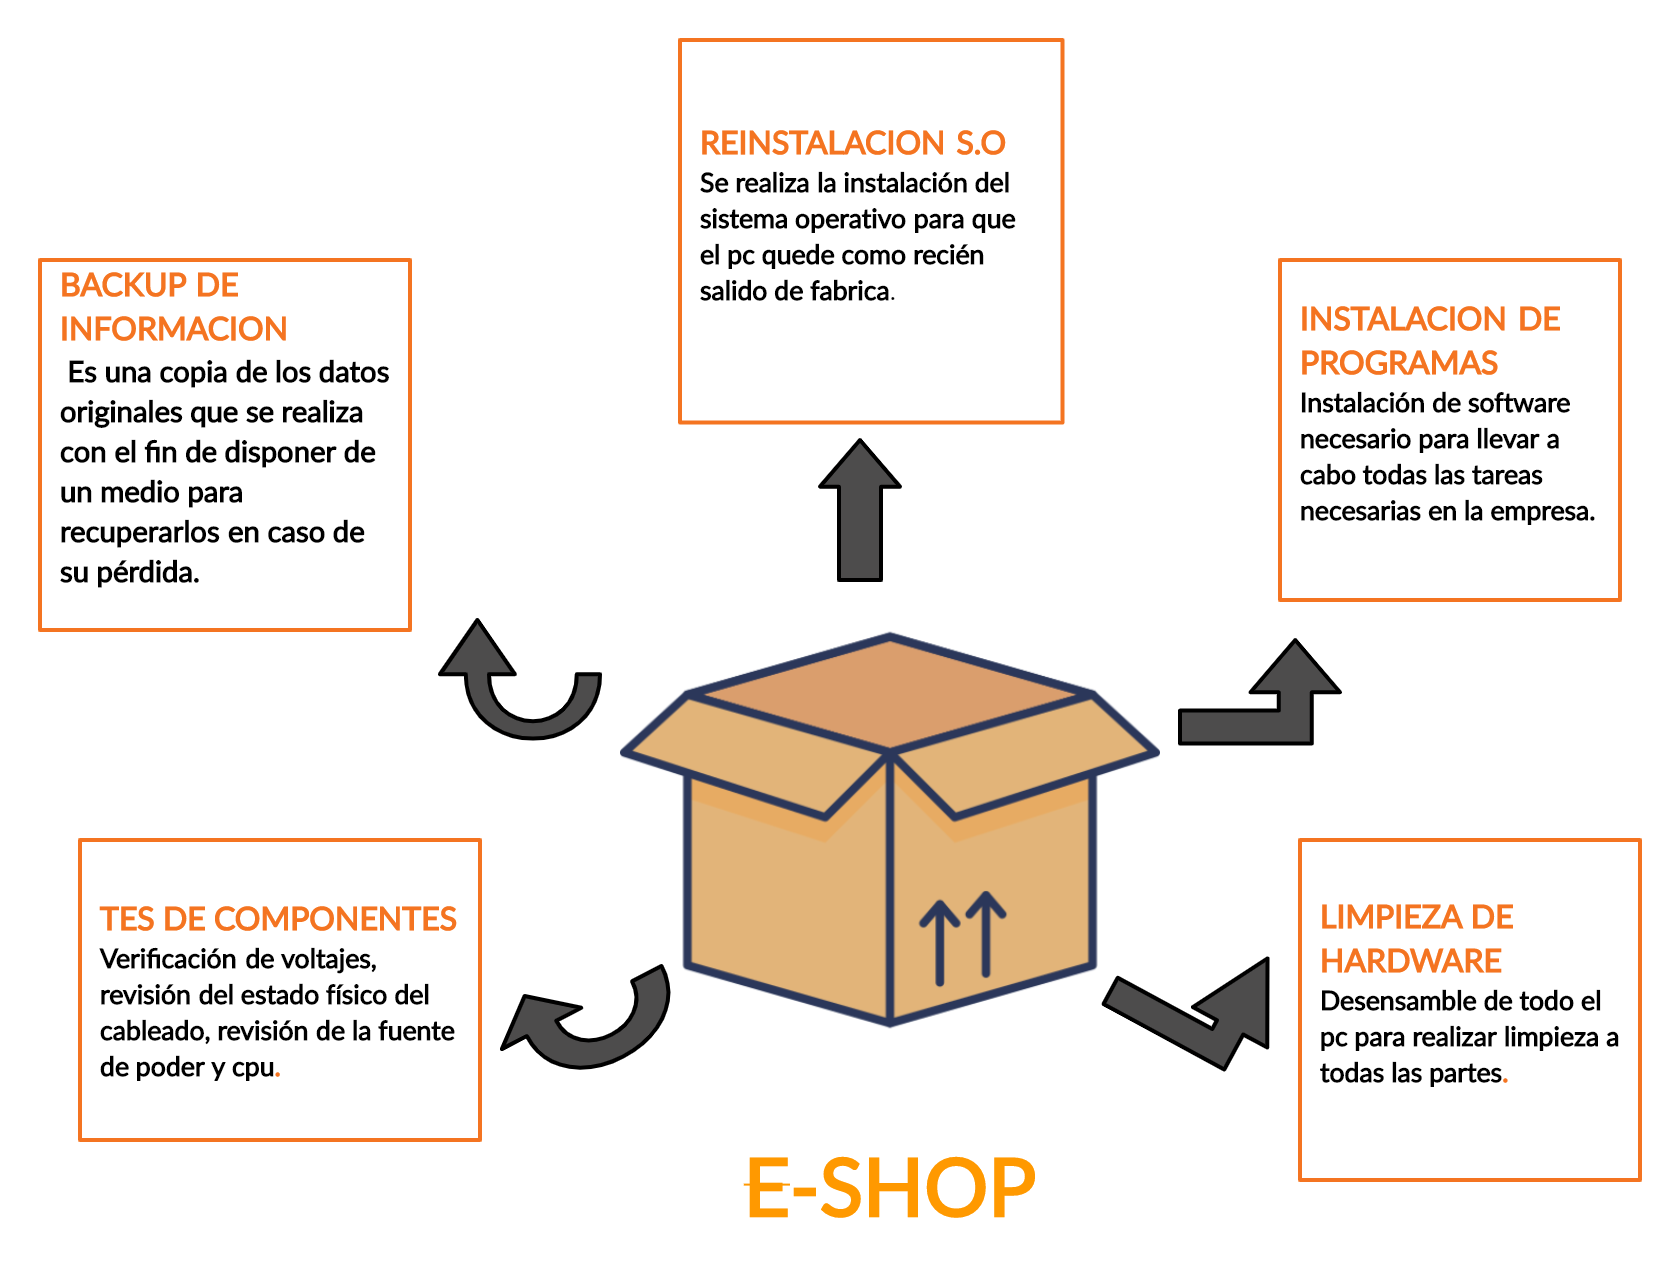 REINSTALACION S.O
Se realiza la instalación del
sistema operativo para que
el pc quede como recién
salido de fabrica.
BACKUP DE
INFORMACION
Es una copia de los datos
originales que se realiza
con el fin de disponer de
un medio para
recuperarlos en caso de
su pérdida.
INSTALACION DE
PROGRAMAS
Instalación de software
necesario para llevar a
cabo todas las tareas
necesarias en la empresa.
TES DE COMPONENTES
Verificación de voltajes,
revisión del estado físico del
cableado, revisión de la fuente
de poder y cpu.
LIMPIEZA DE
HARDWARE
Desensamble de todo el
pc para realizar limpieza a
todas las partes.
E-SHOP